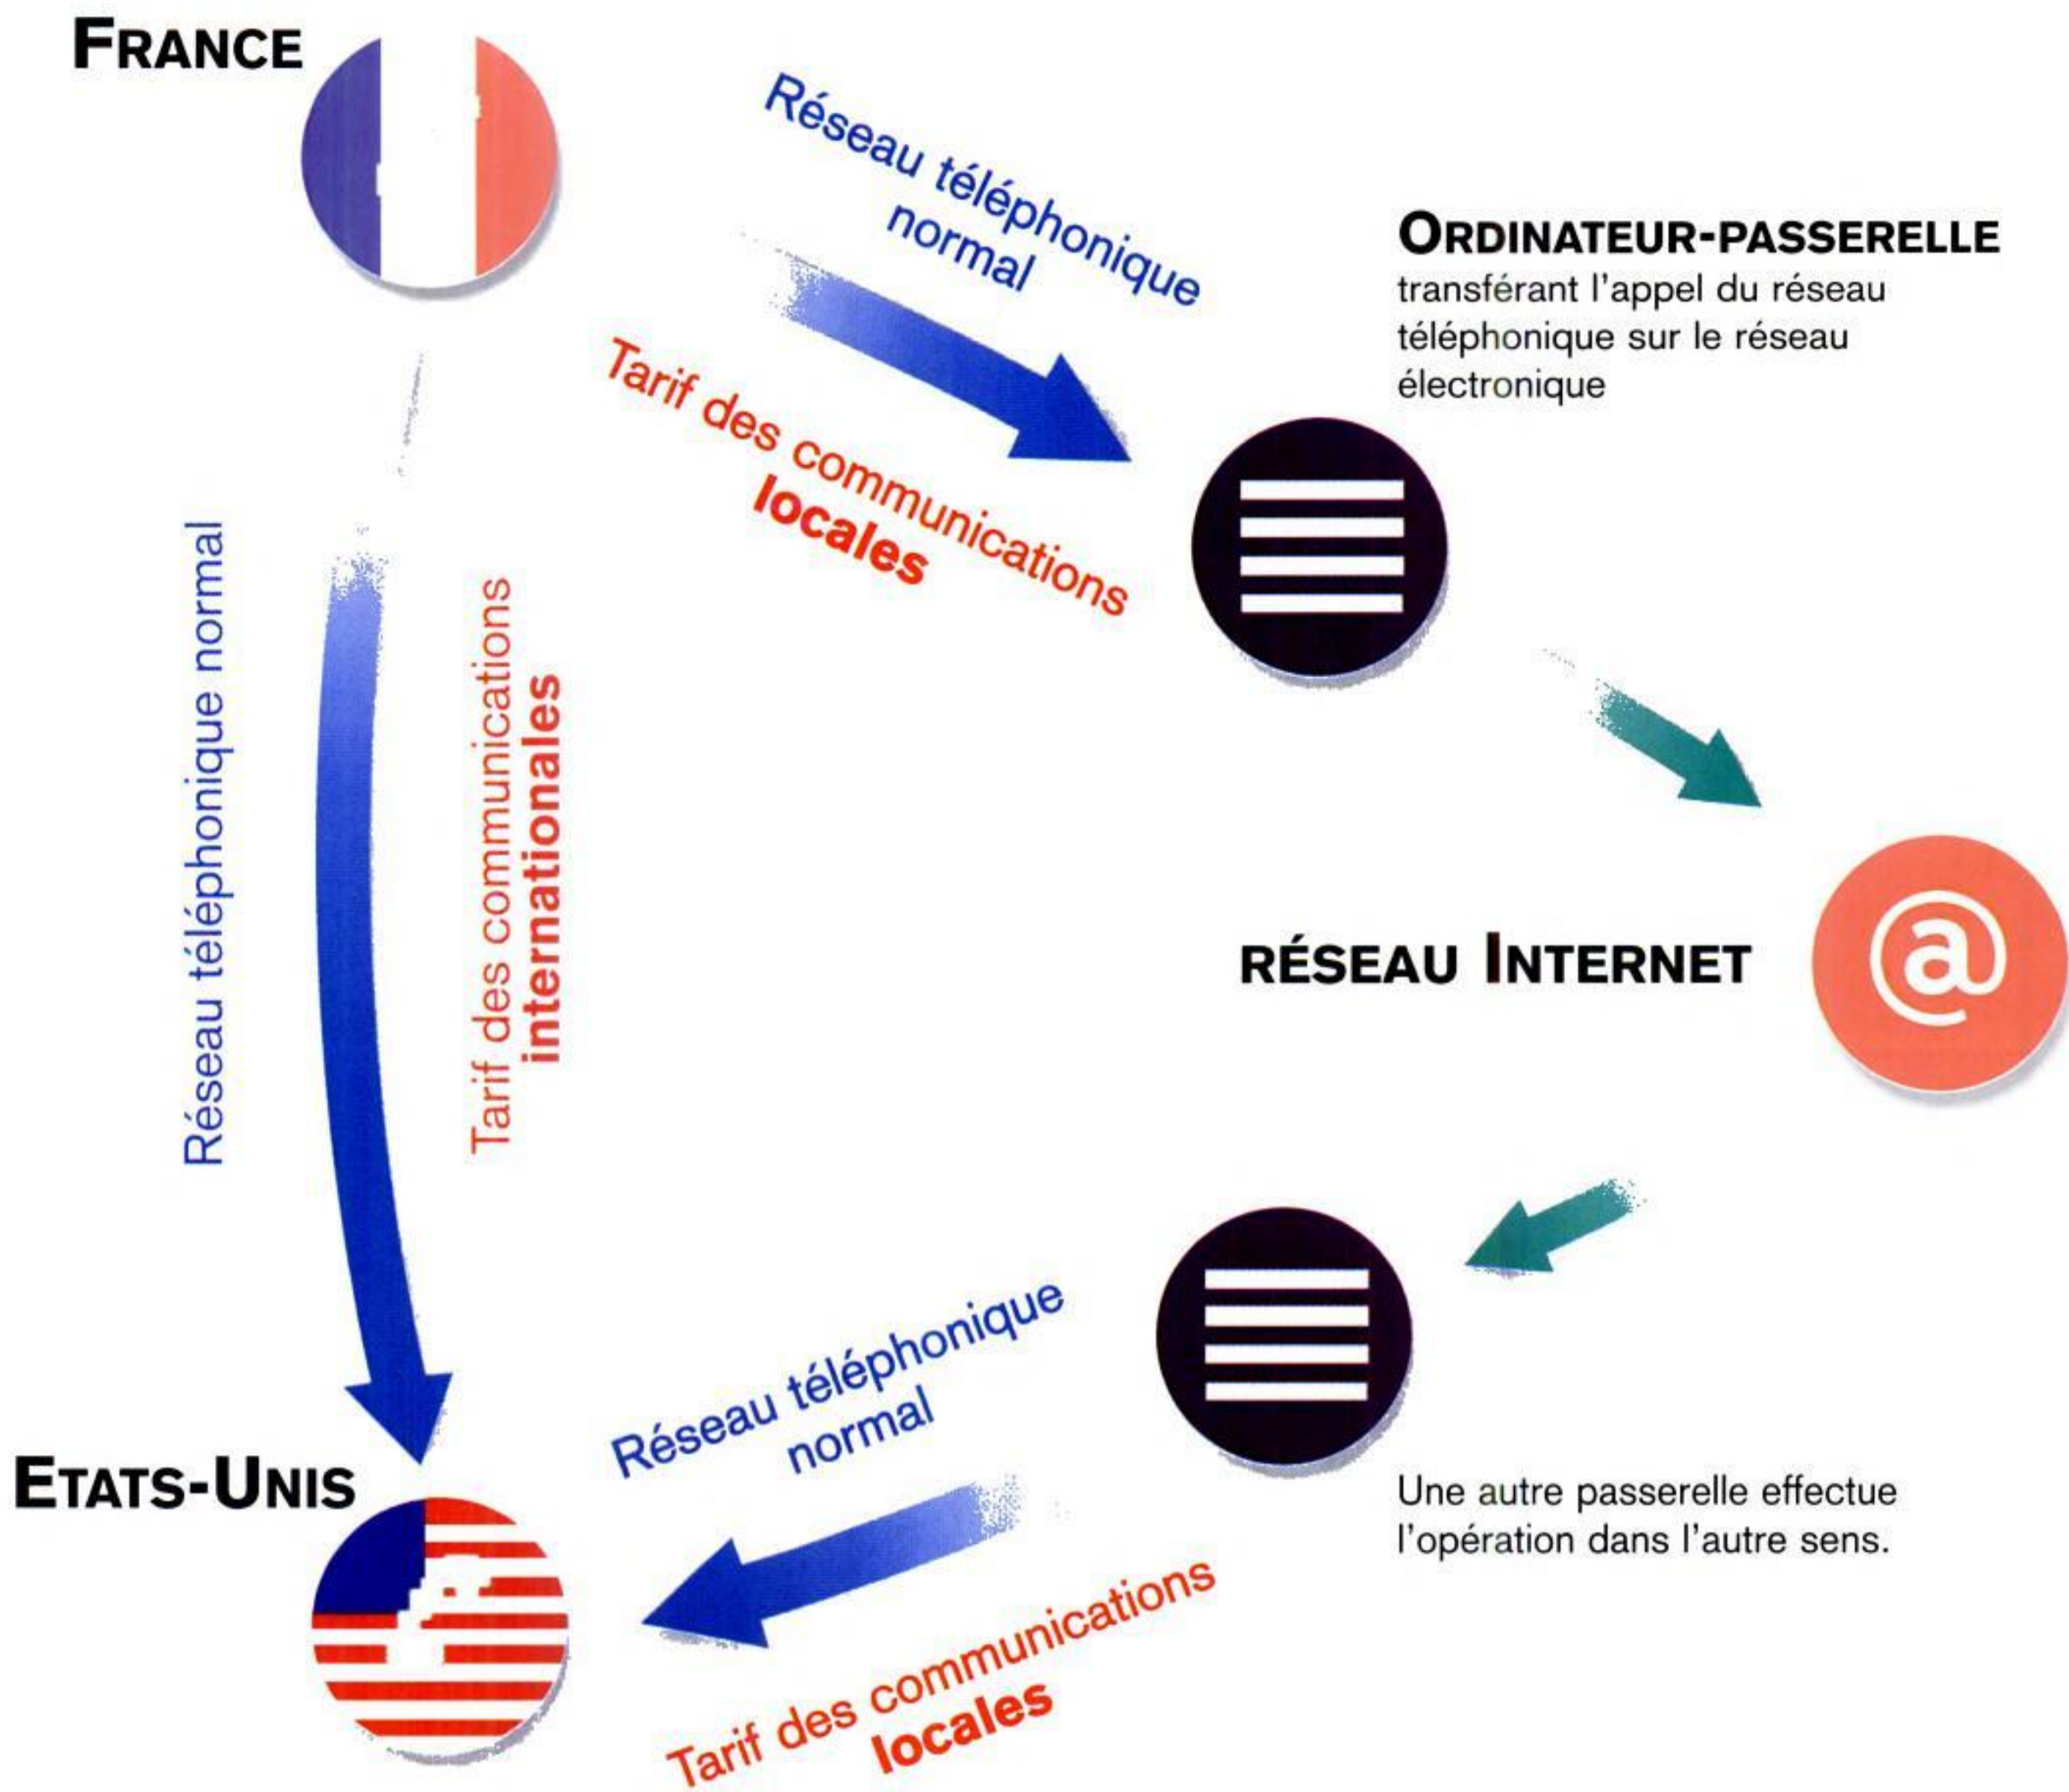 FRANCE
Réseau téléphonique
normal
Tarif des communications
locales
ORDINATEUR-PASSERELLE
transférant l'appel du réseau
téléphonique sur le réseau
électronique
Réseau téléphonique normal
Tarif des communications
internationales
RÉSEAU INTERNET
@
Réseau téléphonique
normal
Tarif des communications
locales
Une autre passerelle effectue
l'opération dans l'autre sens.
ETATS-UNIS